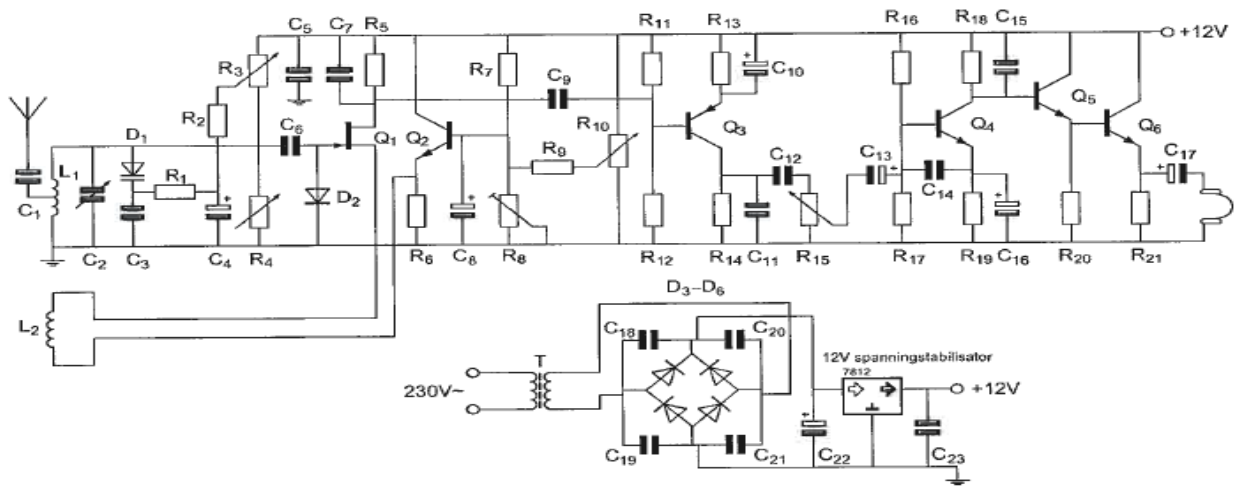 C5 C7 R5 R11 R13 R16 R18 C15
+12V
R3 R7 C9 C10
R2 D1 C6 Q1 Q2 R10 Q3 Q4 Q5 Q6
L1 R1 R9 C12 C13 C17
C1 D2 C14
C2 C3 C4 R4 R6 C8 R8 R12 R14 C11 R15 R17 R19 C16 R20 R21
D3–D6
L2 C18 C20
12V spanningstabilisator
T 7812
230V~ +12V
C19 C21 C22 C23